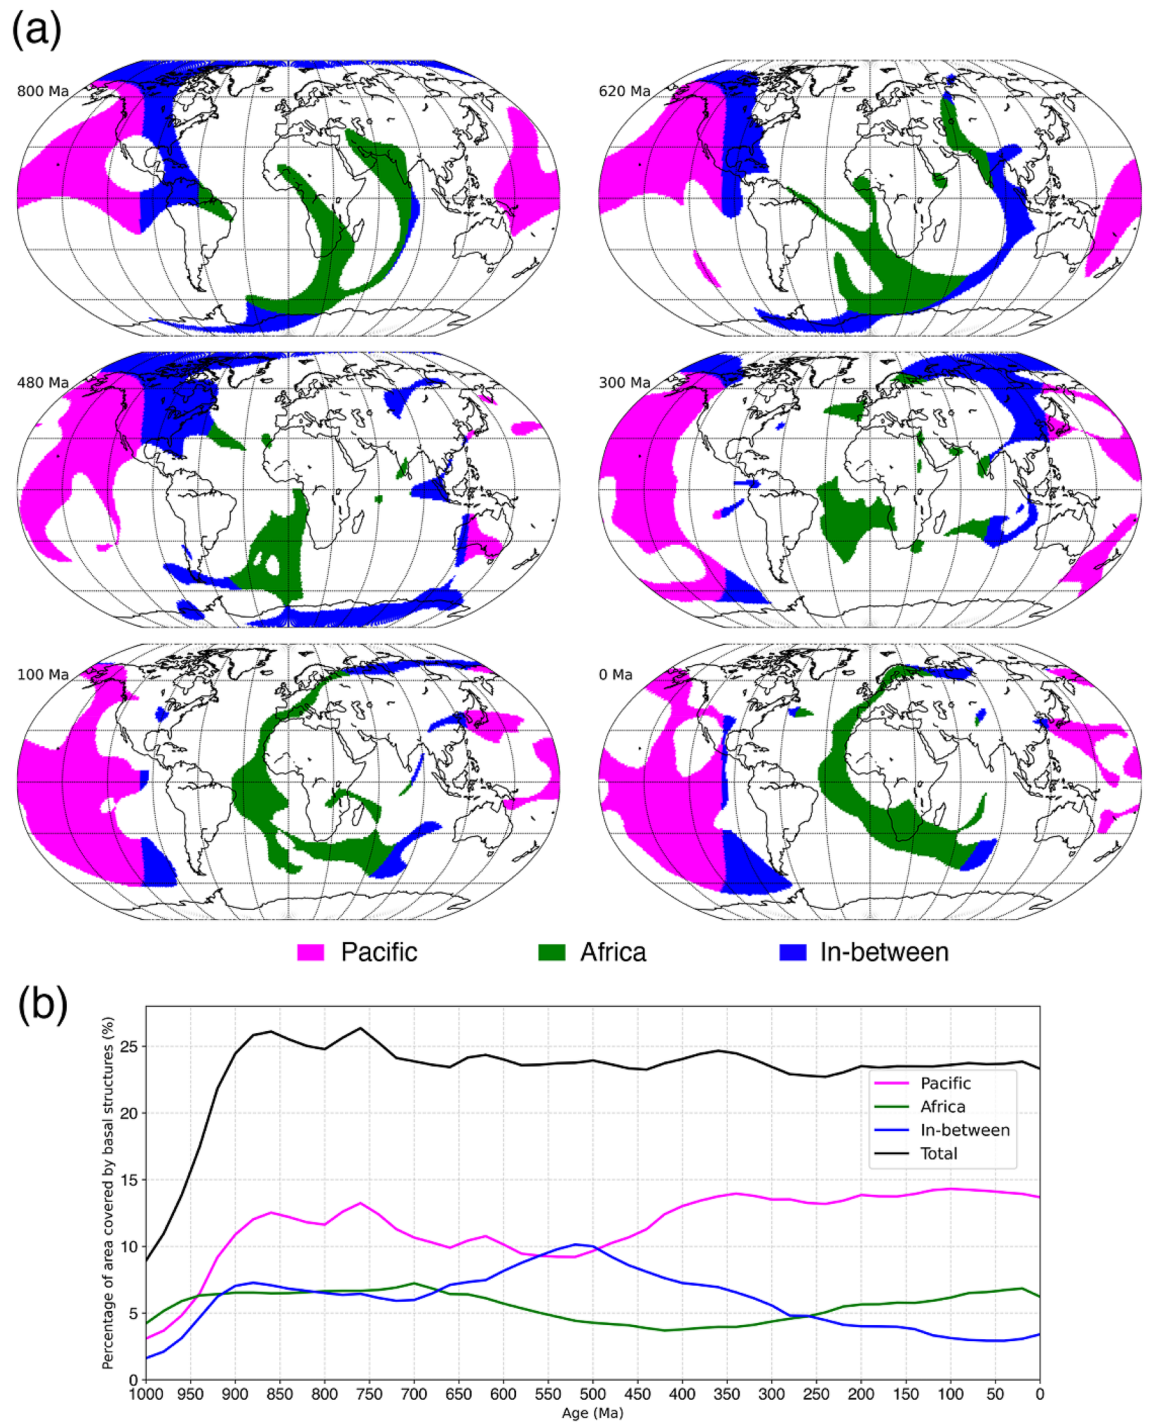 (a)
800 Ma
620 Ma
480 Ma
300 Ma
100 Ma
0 Ma
Pacific Africa In-between
(b)
Percentage of area covered by basal structures (%)
25
20
15
10
5
0
Pacific
Africa
In-between
Total
1000 950 900 850 800 750 700 650 600 550 500 450 400 350 300 250 200 150 100 50 0
Age (Ma)